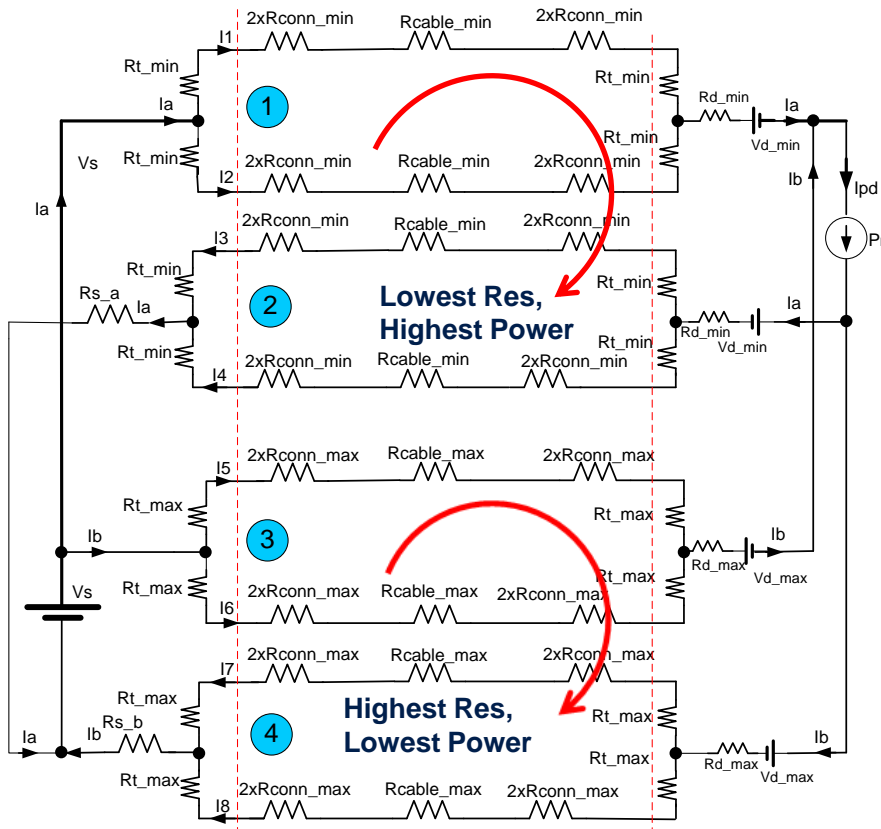 2xRconn_min
Rcable_min
2xRconn_min
I1
Rt_min
Rt_min
Ia
1
Rd_min
Ia
Rt_min
Rt_min
Vs
Vd_min
Ib
I2
2xRconn_min
Rcable_min
2xRconn_min
Ipd
Ia
2xRconn_min
Rcable_min
2xRconn_min
I3
Rt_min
Rt_min
Rs_a
Ia
2
Lowest Res,
Highest Power
Ia
Rd_min
Vd_min
Rt_min
Rt_min
I4
2xRconn_min
Rcable_min
2xRconn_min
I5
2xRconn_max
Rcable_max
2xRconn_max
Rt_max
Rt_max
Ib
3
Ib
Rd_max
Vd_max
Rt_max
Rt_max
Vs
I6
2xRconn_max
Rcable_max
2xRconn_max
I7
2xRconn_max
Rcable_max
2xRconn_max
Rt_max
Rt_max
Ia
Ib
Rs_b
4
Highest Res,
Lowest Power
Ib
Rd_max
Vd_max
Rt_max
Rt_max
I8
2xRconn_max
Rcable_max
2xRconn_max